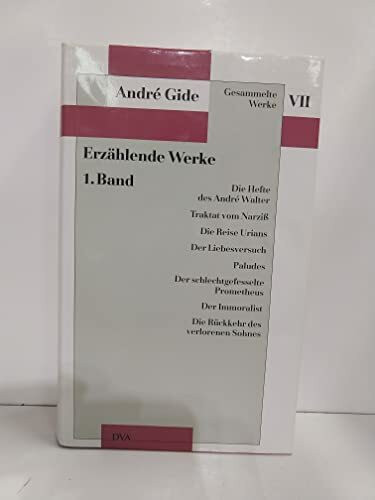 André Gide
Gesammelte
Werke
VII
Erzählende Werke
1. Band
Die Hefte
des André Walter
Traktat vom Narziß
Die Reise Urians
Der Liebesversuch
Paludes
Der schlechtgefesselte
Prometheus
Der Immoralist
Die Rückkehr des
verlorenen Sohnes
DVA